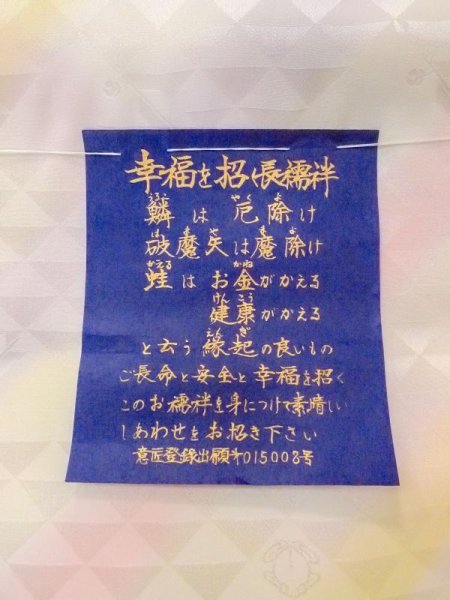 幸福を招く長襦袢
鱗は厄除け
破魔矢は魔除け
蛙はお金がかえる
健康がかえる
と云う縁起の良いもの
ご長命と安全と幸福を招く
このお襦袢を身につけて素晴しい
しあわせをお招き下さい
意匠登録出願オ015008号